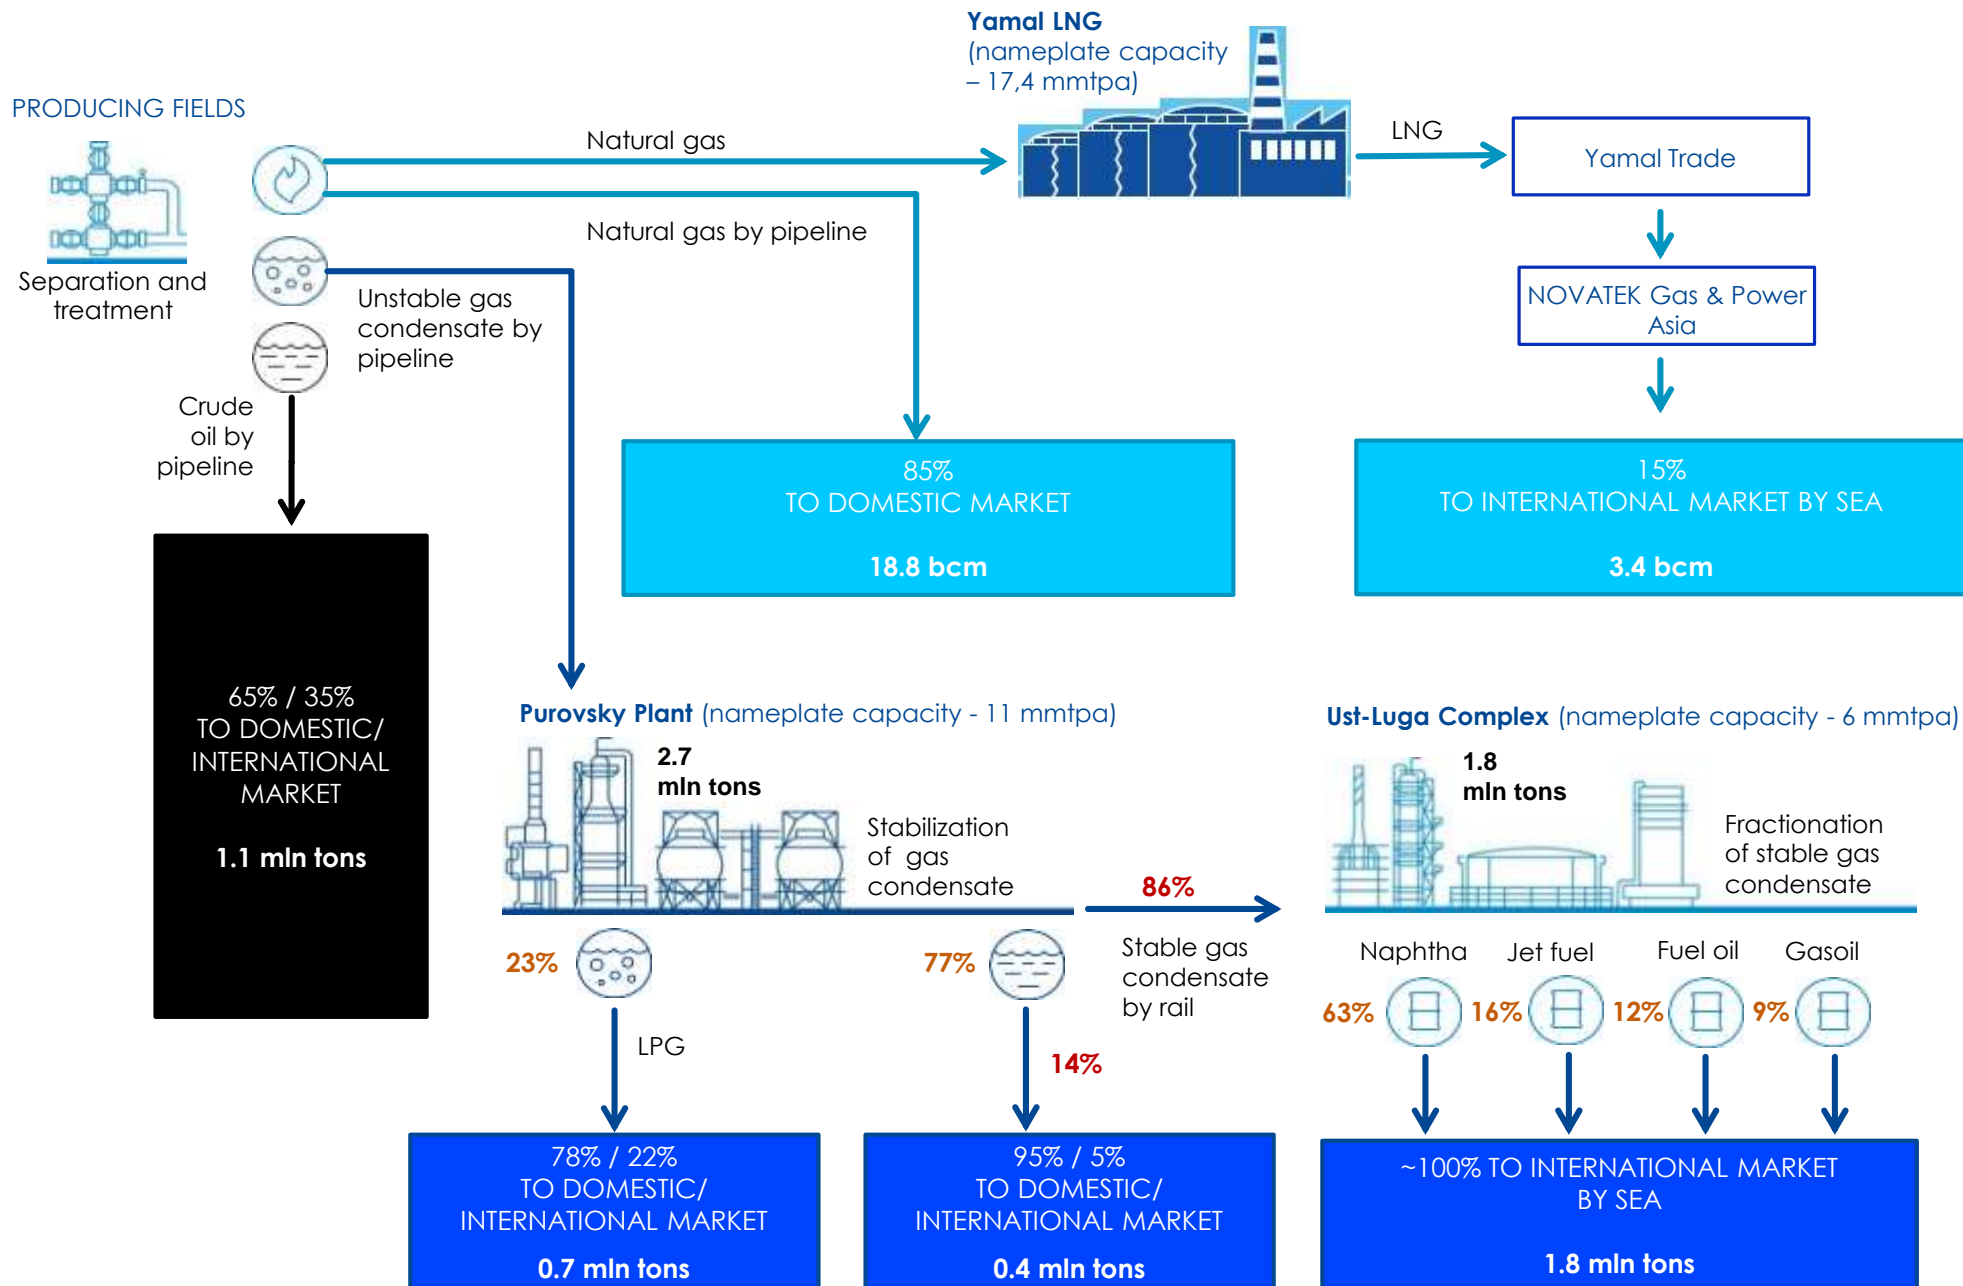 Yamal LNG
(nameplate capacity
– 17,4 mmtpa)
PRODUCING FIELDS
Separation and
treatment
Natural gas
LNG
Yamal Trade
Natural gas by pipeline
NOVATEK Gas & Power
Asia
Unstable gas
condensate by
pipeline
Crude
oil by
pipeline
85%
TO DOMESTIC MARKET
18.8 bcm
15%
TO INTERNATIONAL MARKET BY SEA
3.4 bcm
65% / 35%
TO DOMESTIC/
INTERNATIONAL
MARKET
1.1 mln tons
Purovsky Plant (nameplate capacity - 11 mmtpa)
2.7
mln tons
Stabilization
of gas
condensate
86%
Stable gas
condensate
by rail
Ust-Luga Complex (nameplate capacity - 6 mmtpa)
1.8
mln tons
Fractionation
of stable gas
condensate
23%
77%
Naphtha
Jet fuel
Fuel oil
Gasoil
63%
16%
12%
9%
LPG
14%
78% / 22%
TO DOMESTIC/
INTERNATIONAL MARKET
0.7 mln tons
95% / 5%
TO DOMESTIC/
INTERNATIONAL MARKET
0.4 mln tons
~100% TO INTERNATIONAL MARKET
BY SEA
1.8 mln tons